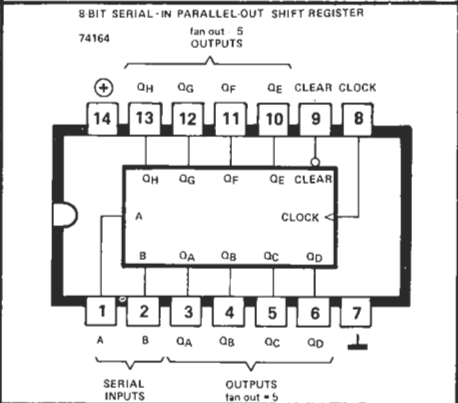 8-BIT SERIAL-IN PARALLEL-OUT SHIFT REGISTER
74164
fan out 5
OUTPUTS
+ QH QG QF QE CLEAR CLOCK
14 13 12 11 10 9 8
QH QG QF QE CLEAR
A CLOCK
B QA QB QC QD
1 2 3 4 5 6 7
A B QA QB QC QD
SERIAL INPUTS
OUTPUTS
fan out = 5